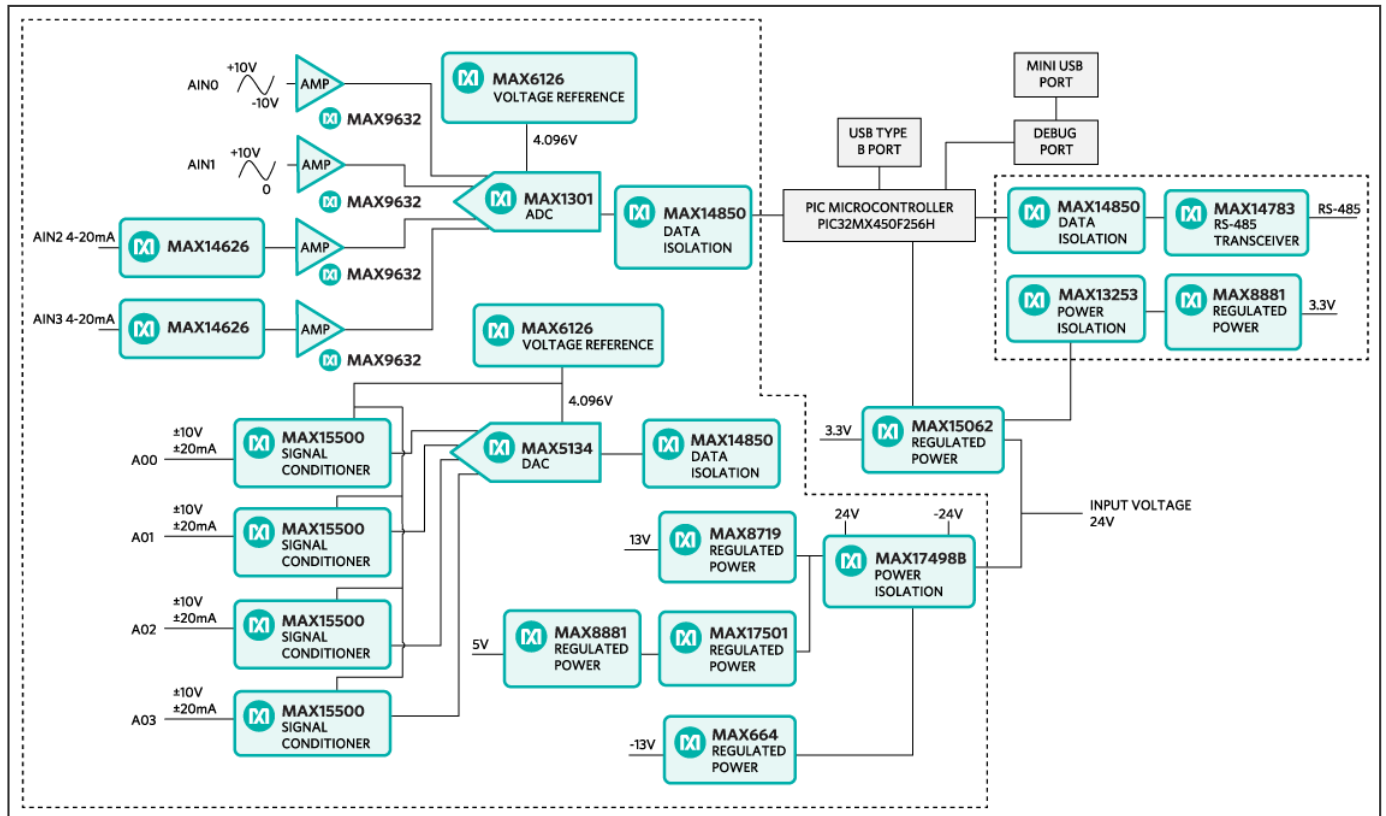 AIN0
+10V
-10V
AMP
MAX9632
MAX6126
VOLTAGE REFERENCE
4.096V
AIN1
+10V
0
AMP
MAX9632
MAX1301
ADC
MAX14850
DATA
ISOLATION
AIN2 4-20mA
MAX14626
AMP
MAX9632
AIN3 4-20mA
MAX14626
AMP
MAX9632
MINI USB
PORT
USB TYPE
B PORT
DEBUG
PORT
PIC MICROCONTROLLER
PIC32MX450F256H
MAX14850
DATA
ISOLATION
MAX14783
RS-485
TRANSCEIVER
RS-485
MAX13253
POWER
ISOLATION
MAX8881
REGULATED
POWER
3.3V
MAX6126
VOLTAGE REFERENCE
4.096V
A00
±10V
±20mA
MAX15500
SIGNAL
CONDITIONER
MAX5134
DAC
MAX14850
DATA
ISOLATION
3.3V
MAX15062
REGULATED
POWER
A01
±10V
±20mA
MAX15500
SIGNAL
CONDITIONER
INPUT VOLTAGE
24V
13V
MAX8719
REGULATED
POWER
24V
-24V
MAX17498B
POWER
ISOLATION
A02
±10V
±20mA
MAX15500
SIGNAL
CONDITIONER
5V
MAX8881
REGULATED
POWER
MAX17501
REGULATED
POWER
A03
±10V
±20mA
MAX15500
SIGNAL
CONDITIONER
-13V
MAX664
REGULATED
POWER